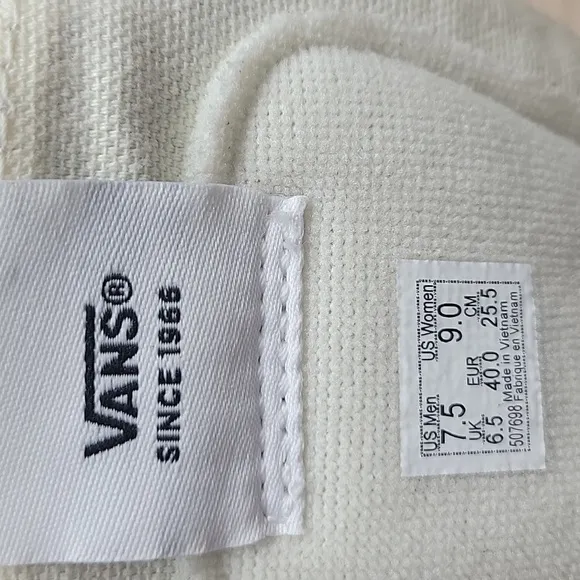 VANS®
SINCE 1966
US Men US Women
7.5 9.0
UK EUR CM
6.5 40.0 25.5
Made in Vietnam
507698 Fabriqué en Vietnam